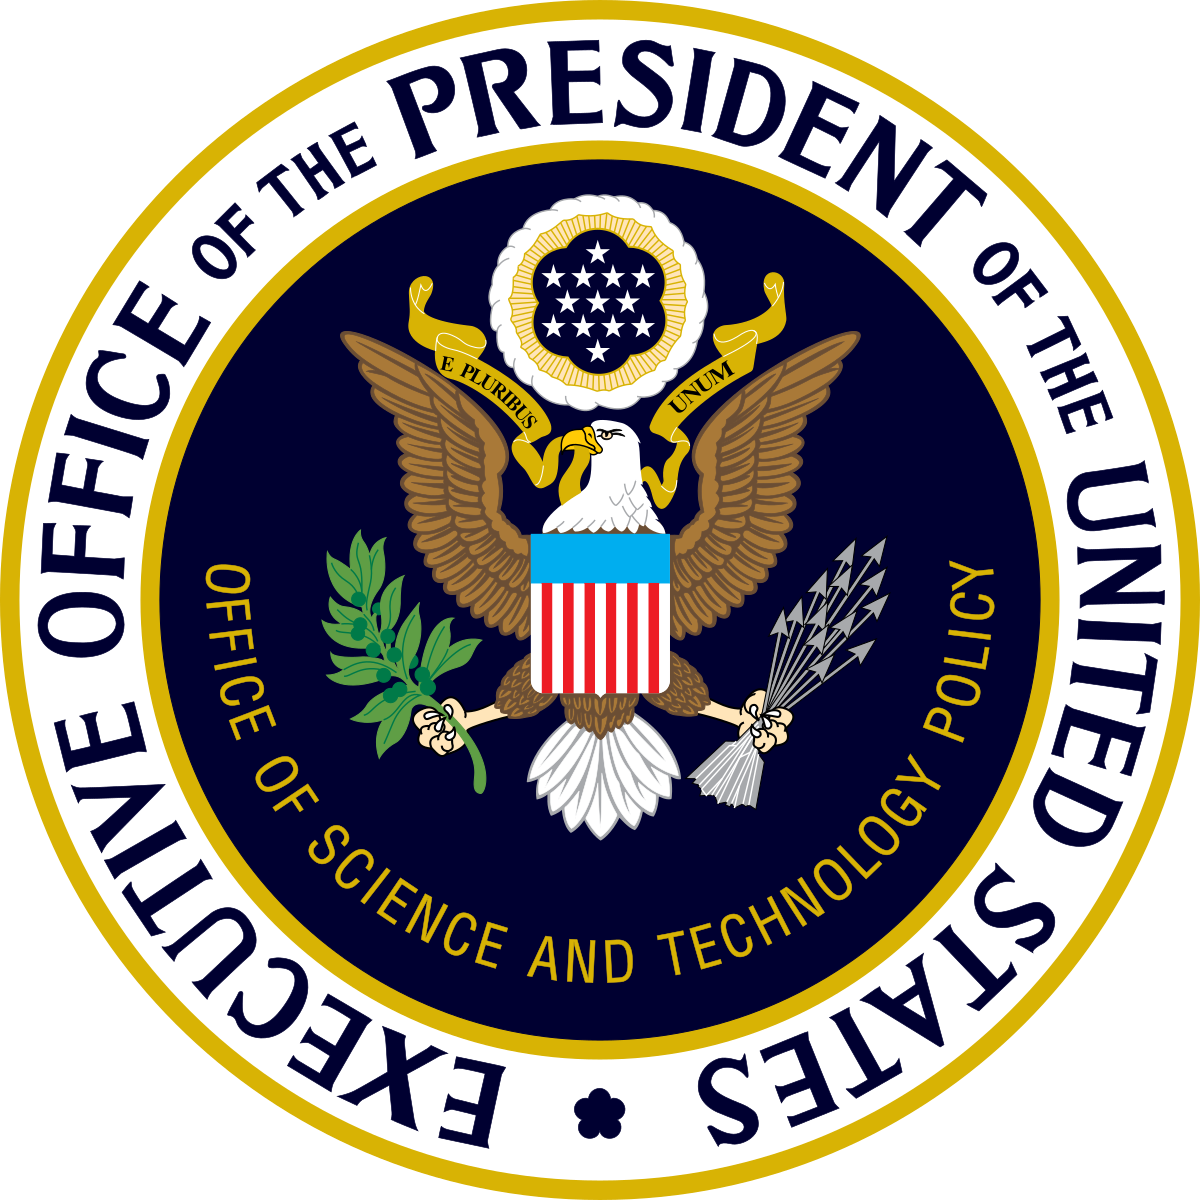 EXECUTIVE OFFICE OF THE PRESIDENT OF THE UNITED STATES
E PLURIBUS UNUM
OFFICE OF SCIENCE AND TECHNOLOGY POLICY